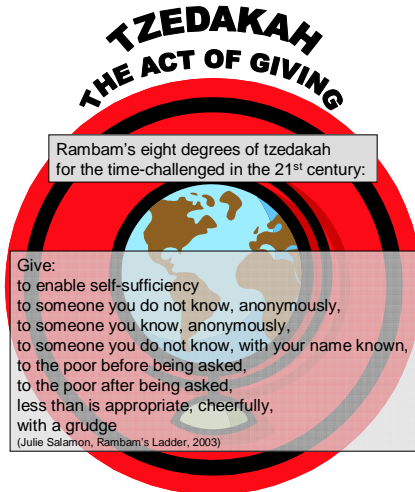 TZEDAKAH
THE ACT OF GIVING
Rambam's eight degrees of tzedakah
for the time-challenged in the 21st century:
Give:
to enable self-sufficiency
to someone you do not know, anonymously,
to someone you know, anonymously,
to someone you do not know, with your name known,
to the poor before being asked,
to the poor after being asked,
less than is appropriate, cheerfully,
with a grudge
(Julie Salamon, Rambam's Ladder, 2003)